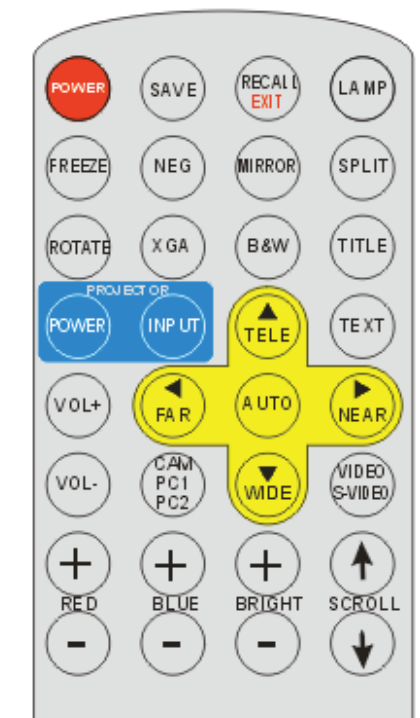 POWER SAVE RECALL LAMP
EXIT
FREEZE NEG MIRROR SPLIT
ROTATE XGA B&W TITLE
PROJECTOR
POWER INPUT TELE TEXT
VOL+ FAR AUTO NEAR
VOL- CAM WIDE VIDEO
PC1 S-VIDEO
PC2
+ + +
RED BLUE BRIGHT SCROLL
- - -